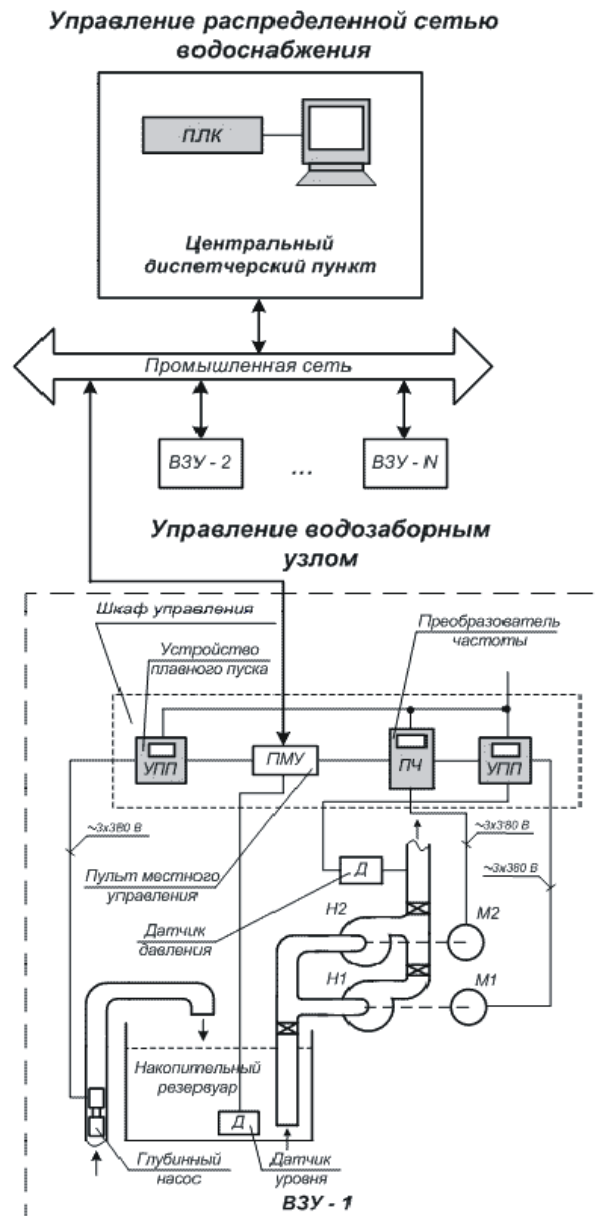 Управление распределенной сетью
водоснабжения
ПЛК
Центральный
диспетчерский пункт
Промышленная сеть
ВЗУ - 2
...
ВЗУ - N
Управление водозаборным
узлом
Шкаф управления
Преобразователь
частоты
Устройство
плавного пуска
УПП
ПМУ
ПЧ
УПП
~3х380 В
~3х380 В
~3х380 В
Пульт местного
управления
Д
Датчик
давления
Н2
М2
Н1
М1
Накопительный
резервуар
Д
Глубинный
насос
Датчик
уровня
ВЗУ - 1